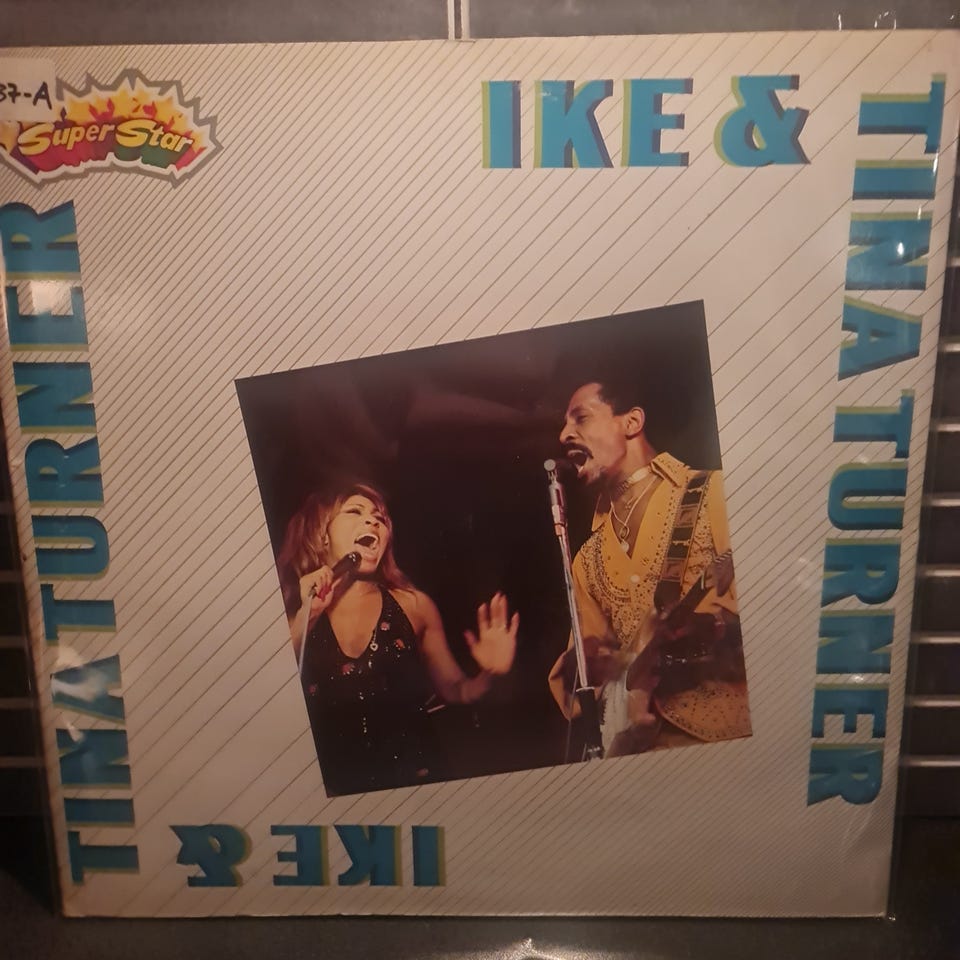 37-A
Super Star
IKE &
TINA TURNER
IKE &
TINA TURNER